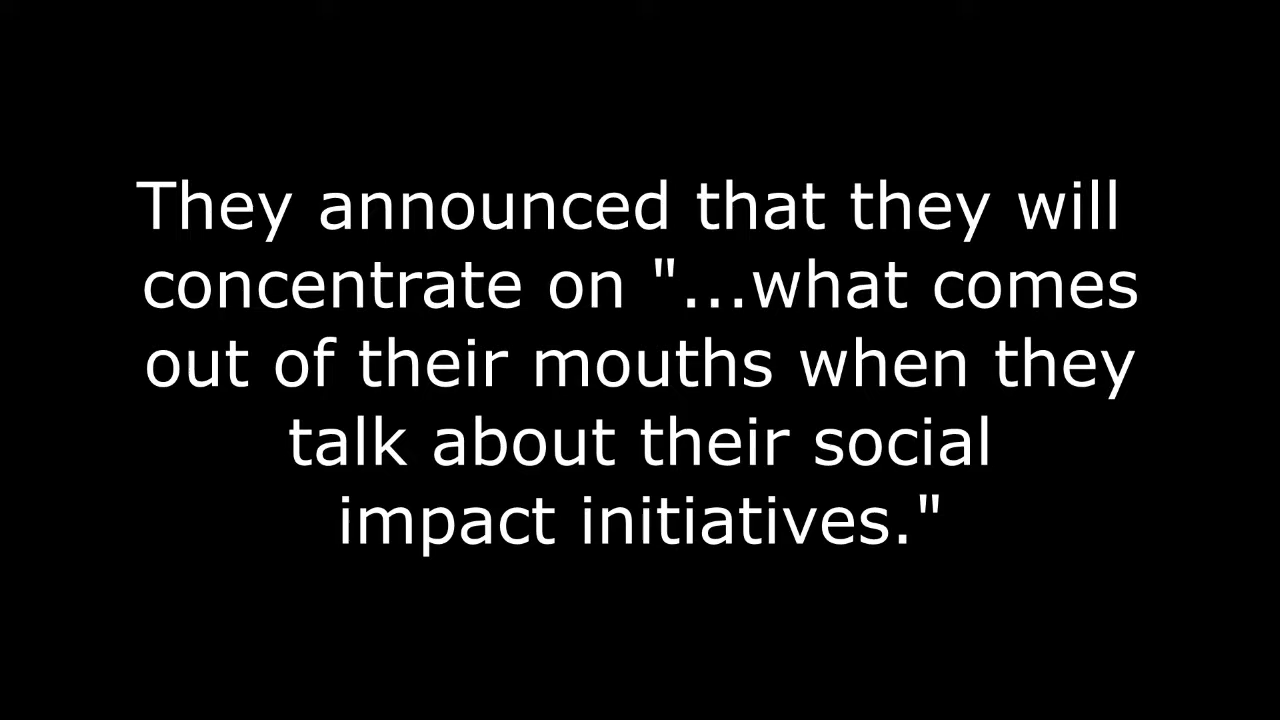 They announced that they will
concentrate on "...what comes
out of their mouths when they
talk about their social
impact initiatives."